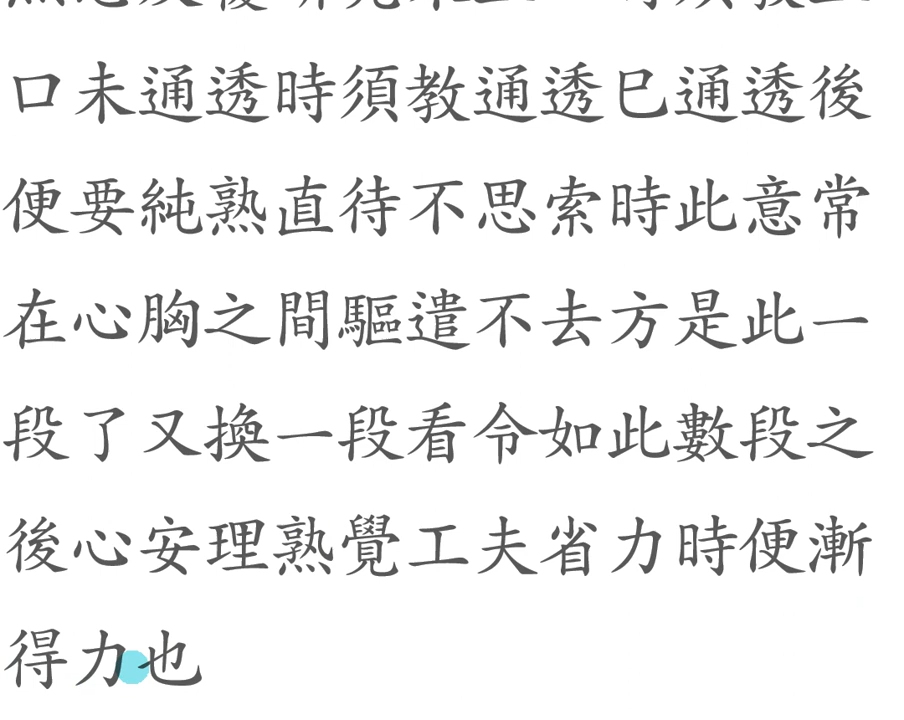 口未通透時須教通透巳通透後
便要純熟直待不思索時此意常
在心胸之間驅遣不去方是此一
段了又換一段看令如此數段之
後心安理熟覺工夫省力時便漸
得力也